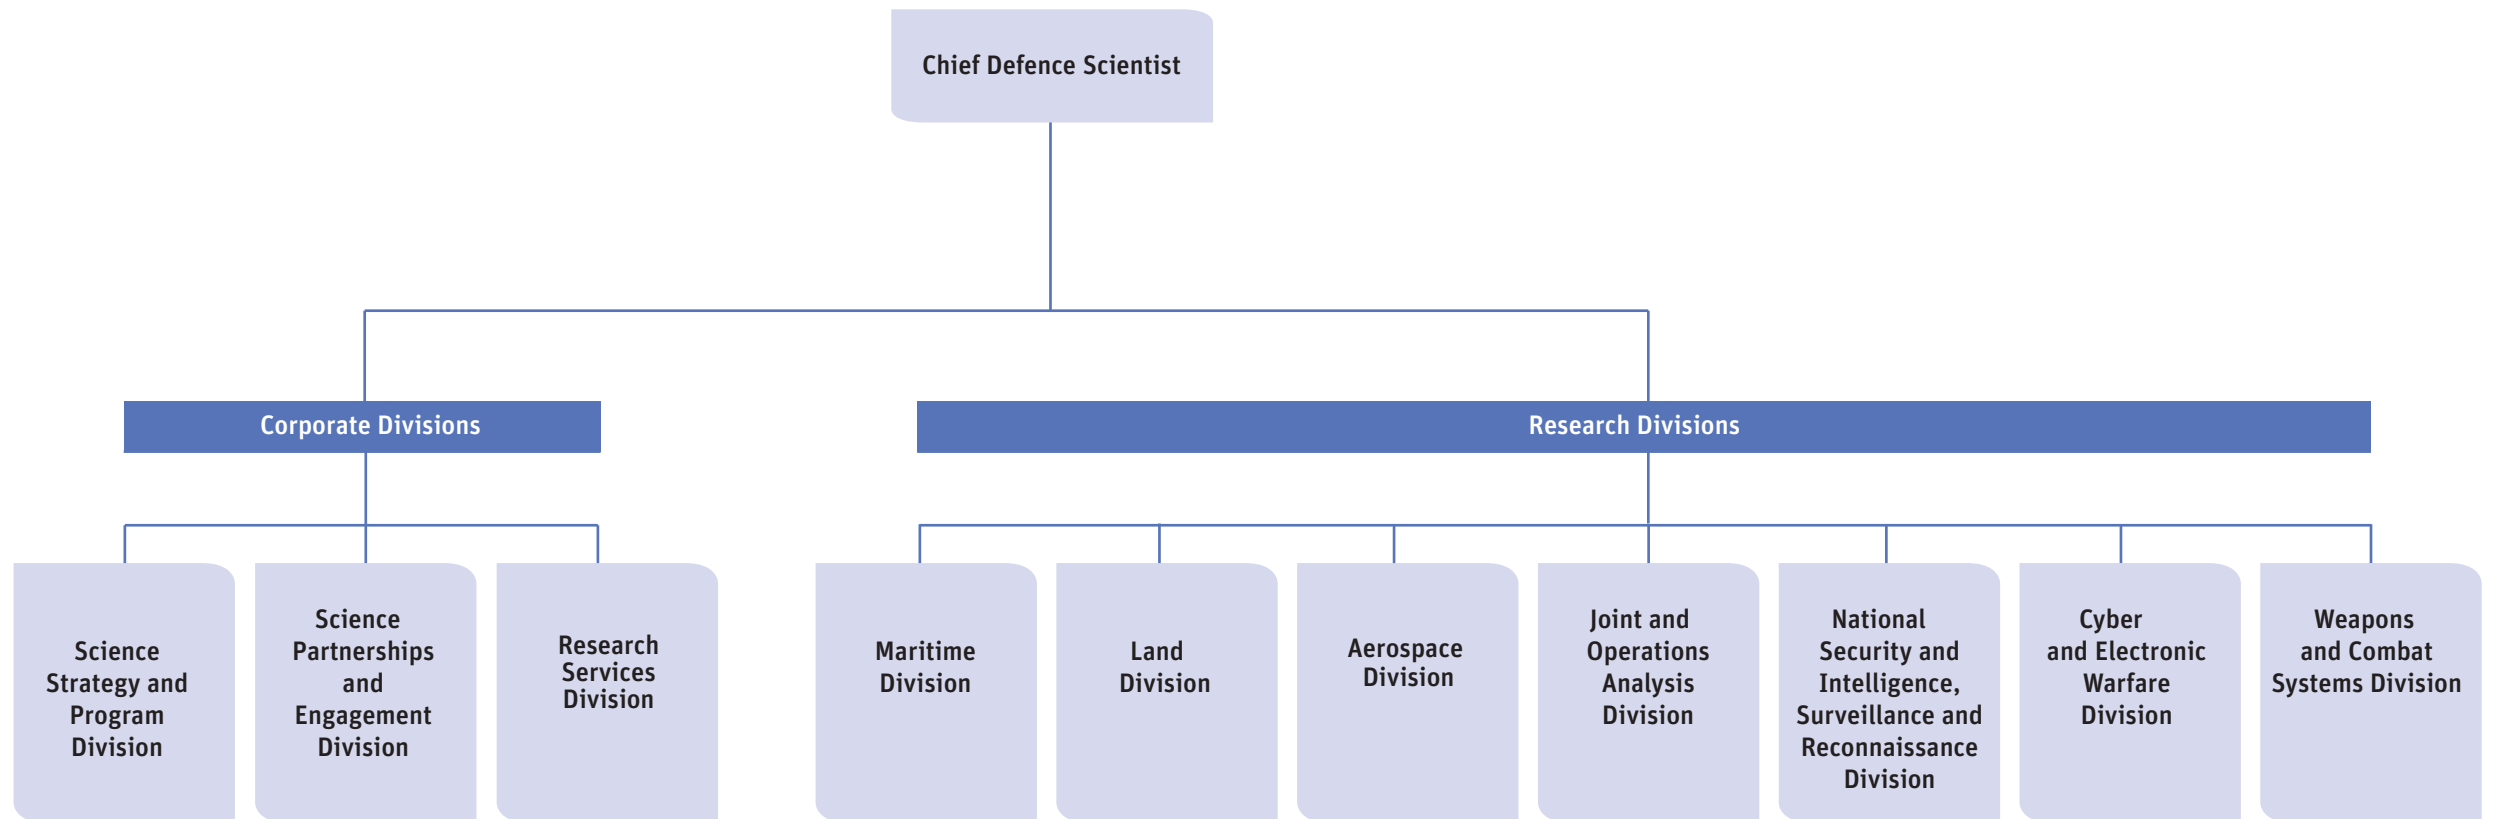 Chief Defence Scientist
Corporate Divisions
Research Divisions
Science
Strategy and
Program
Division
Science
Partnerships
and
Engagement
Division
Research
Services
Division
Maritime
Division
Land
Division
Aerospace
Division
Joint and
Operations
Analysis
Division
National
Security and
Intelligence,
Surveillance and
Reconnaissance
Division
Cyber
and Electronic
Warfare
Division
Weapons
and Combat
Systems Division